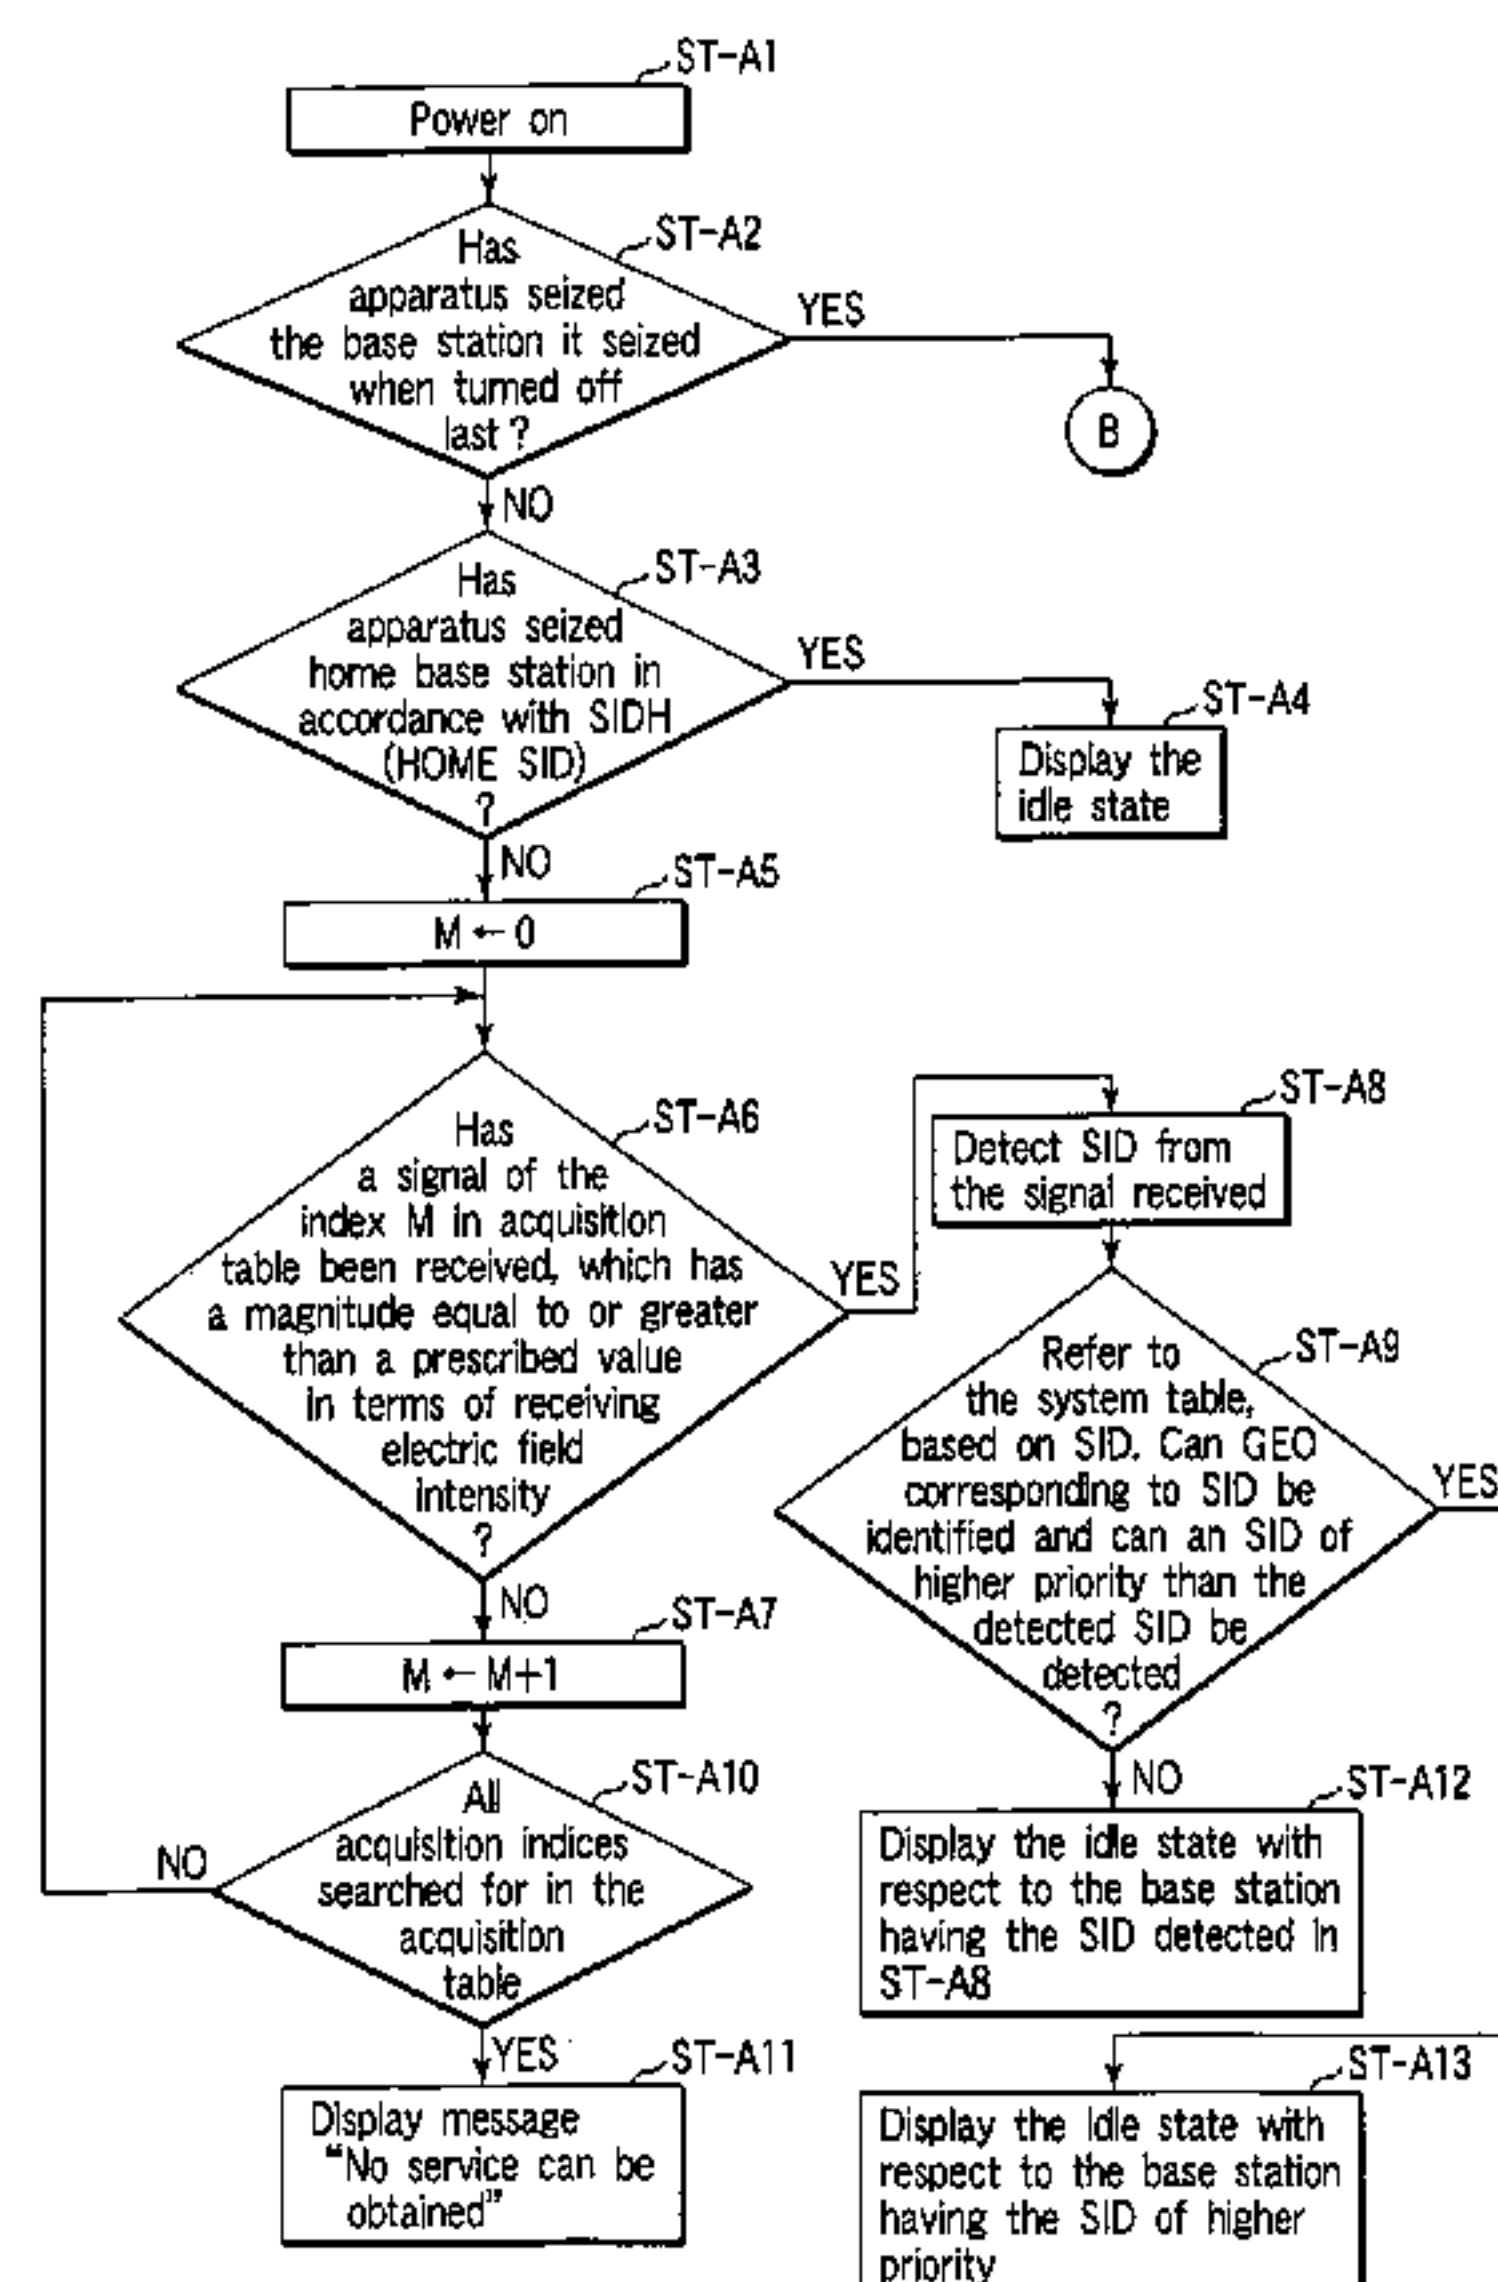 ST-A1
Power on
ST-A2
Has
apparatus seized
the base station it seized
when turned off
last?
YES
B
NO
ST-A3
Has
apparatus seized
home base station in
accordance with SIDH
(HOME SID)
?
YES
ST-A4
Display the
idle state
NO
ST-A5
M ← 0
ST-A6
Has
a signal of the
index M in acquisition
table been received, which has
a magnitude equal to or greater
than a prescribed value
in terms of receiving
electric field
intensity
?
YES
NO
ST-A7
M ← M+1
ST-A10
All
acquisition indices
searched for in the
acquisition
table
NO
YES
ST-A11
Display message
"No service can be
obtained"
ST-A8
Detect SID from
the signal received
ST-A9
Refer to
the system table,
based on SID. Can GEO
corresponding to SID be
identified and can an SID of
higher priority than the
detected SID be
detected
?
YES
NO
ST-A12
Display the idle state with
respect to the base station
having the SID detected in
ST-A8
ST-A13
Display the idle state with
respect to the base station
having the SID of higher
priority